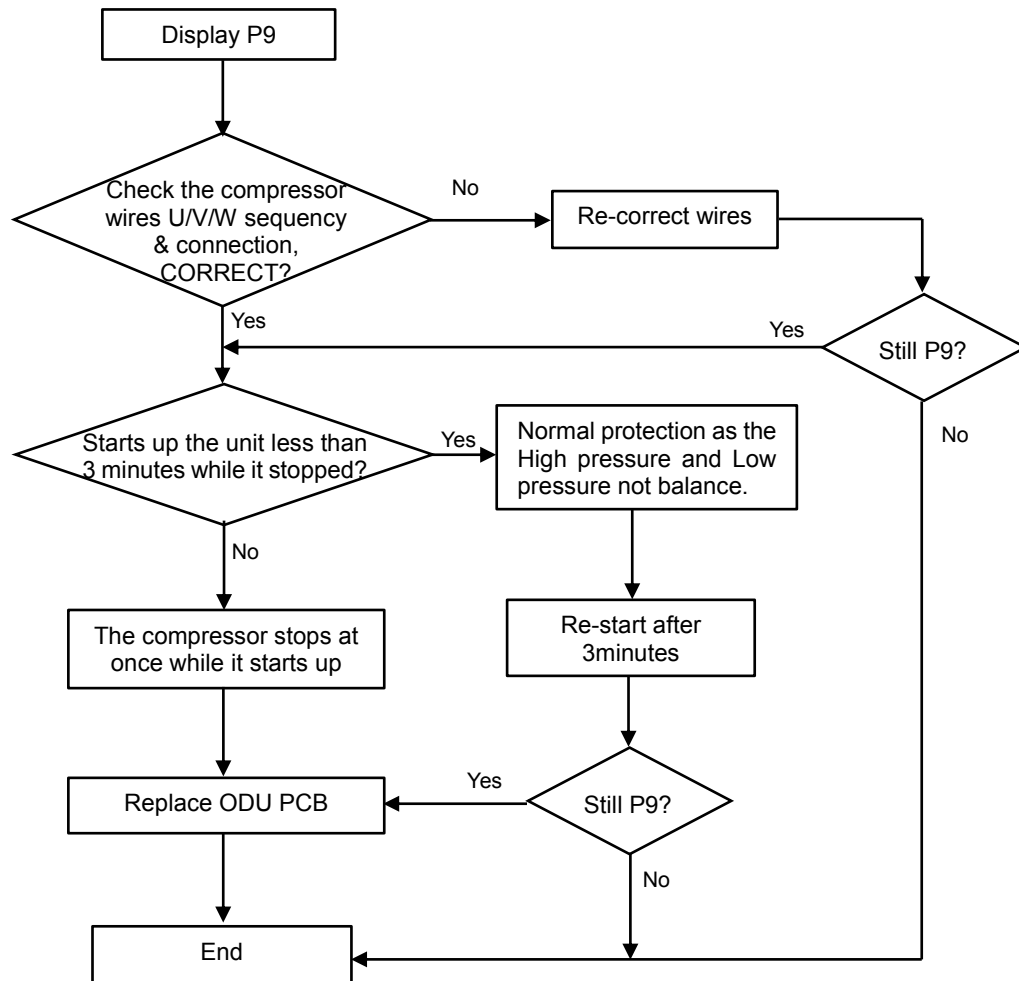 Display P9
Check the compressor
wires U/V/W sequency
& connection,
CORRECT?
No
Re-correct wires
Yes
Yes
Still P9?
No
Starts up the unit less than
3 minutes while it stopped?
Yes
Normal protection as the
High pressure and Low
pressure not balance.
No
The compressor stops at
once while it starts up
Re-start after
3minutes
Replace ODU PCB
Yes
Still P9?
No
End